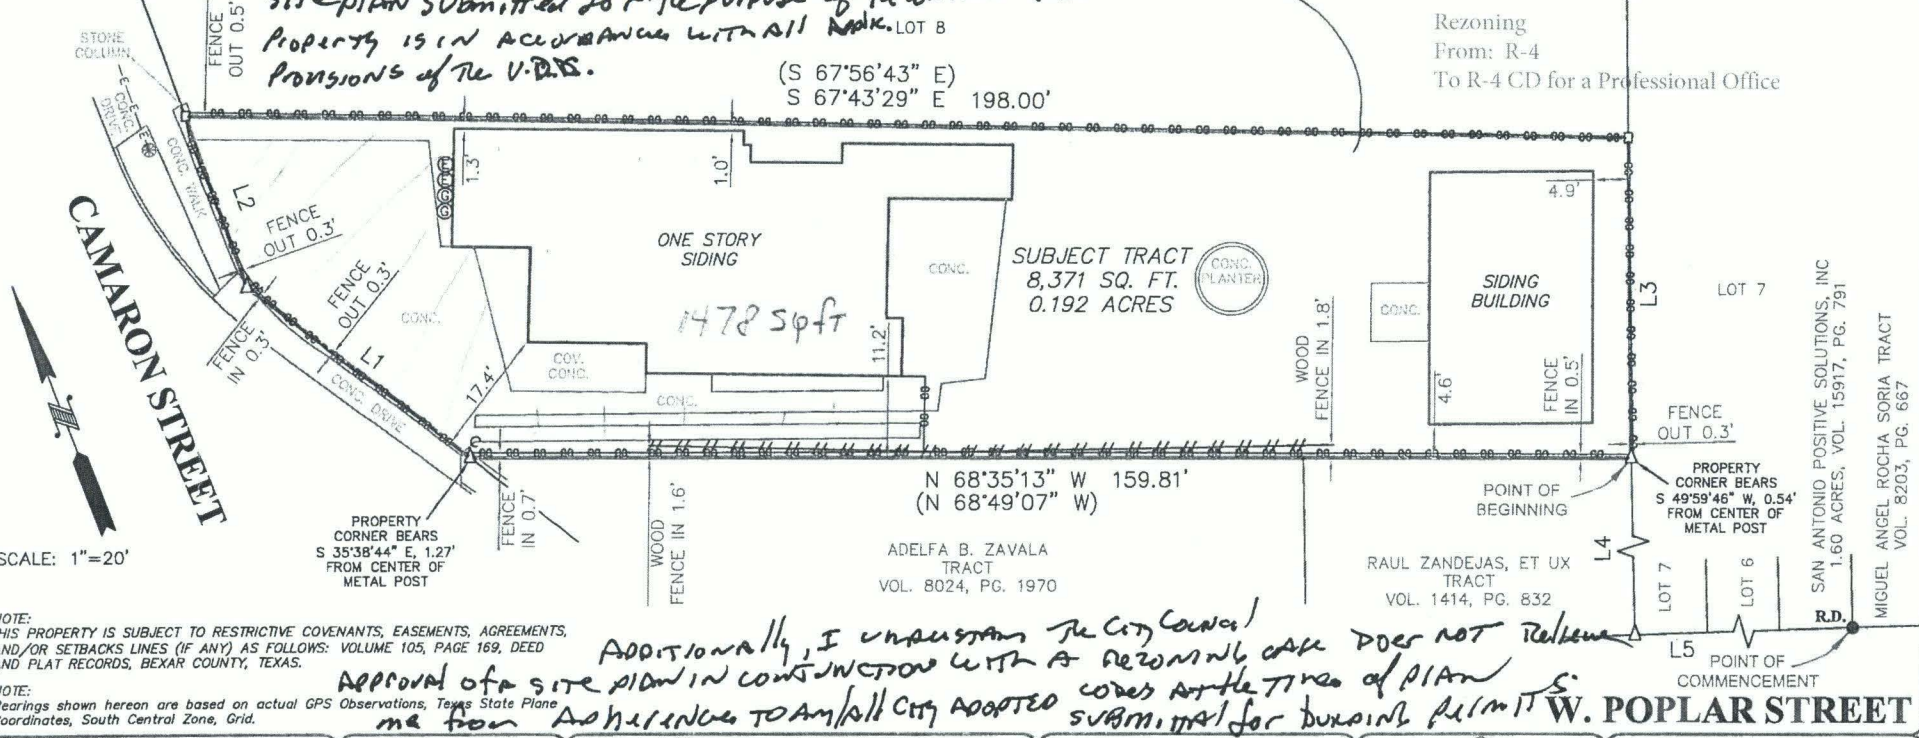 SITE PLAN SUBMITTED
PROPERTY IS IN ACCORDANCE WITH All Applic.
PROVISIONS of The U.D.C.
LOT 8
FENCE
OUT 0.5'
STONE
COLUMN
(S 67°56'43" E)
S 67°43'29" E 198.00'
Rezoning
From: R-4
To R-4 CD for a Professional Office
E E E
CONC.
DRIVE
CONC. WALK
L2
FENCE
OUT 0.3'
FENCE
OUT 0.3'
CONC.
L1
FENCE
IN 0.3'
CONC. DRIVE
CAMARON STREET
1.3'
1.0'
ONE STORY
SIDING
1478 SqfT
COV.
CONC.
17.4'
CONC.
11.2'
CONC.
SUBJECT TRACT
8,371 SQ. FT.
0.192 ACRES
CONC.
PLANTER
4.9'
SIDING
BUILDING
CONC.
WOOD
FENCE IN 1.8'
4.6'
FENCE
IN 0.5'
L3
LOT 7
FENCE
OUT 0.3'
N 68°35'13" W 159.81'
(N 68°49'07" W)
POINT OF
BEGINNING
PROPERTY
CORNER BEARS
S 49°59'46" W, 0.54'
FROM CENTER OF
METAL POST
SAN ANTONIO POSITIVE SOLUTIONS, INC
1.60 ACRES, VOL. 15917, PG. 791
MIGUEL ANGEL ROCHA SORIA TRACT
VOL. 8203, PG. 667
SCALE: 1"=20'
PROPERTY
CORNER BEARS
S 35°38'44" E, 1.27'
FROM CENTER OF
METAL POST
FENCE
IN 0.7'
WOOD
FENCE IN 1.6'
ADELFA B. ZAVALA
TRACT
VOL. 8024, PG. 1970
RAUL ZANDEJAS, ET UX
TRACT
VOL. 1414, PG. 832
L4
LOT 7
LOT 6
R.D.
L5
POINT OF
COMMENCEMENT
W. POPLAR STREET
OTE:
HIS PROPERTY IS SUBJECT TO RESTRICTIVE COVENANTS, EASEMENTS, AGREEMENTS,
ND/OR SETBACKS LINES (IF ANY) AS FOLLOWS: VOLUME 105, PAGE 169, DEED
ND PLAT RECORDS, BEXAR COUNTY, TEXAS.
OTE:
earings shown hereon are based on actual GPS Observations, Texas State Plane
oordinates, South Central Zone, Grid.
ADDITIONAlly, I UNDERSTAND The CITy COUNCil
APPROVAl of A SITE PlAN IN CONJUNCTION WITH A REZONING CASE DOES NOT Relieve
me from ADHERENCE TO ANy/All CITy ADOPTED CODES AT the TIMES of PlAN
SUBMITTAl for BUILDING PERMITS.